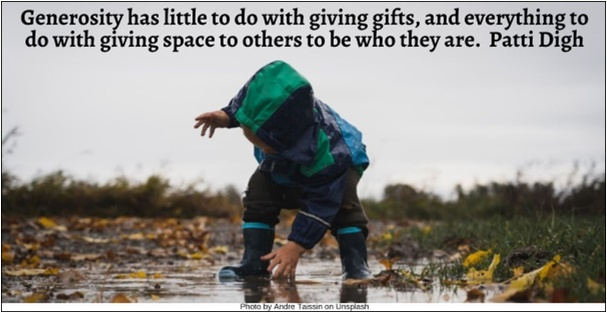 Generosity has little to do with giving gifts, and everything to
do with giving space to others to be who they are. Patti Digh
Photo by Andre Taissin on Unsplash